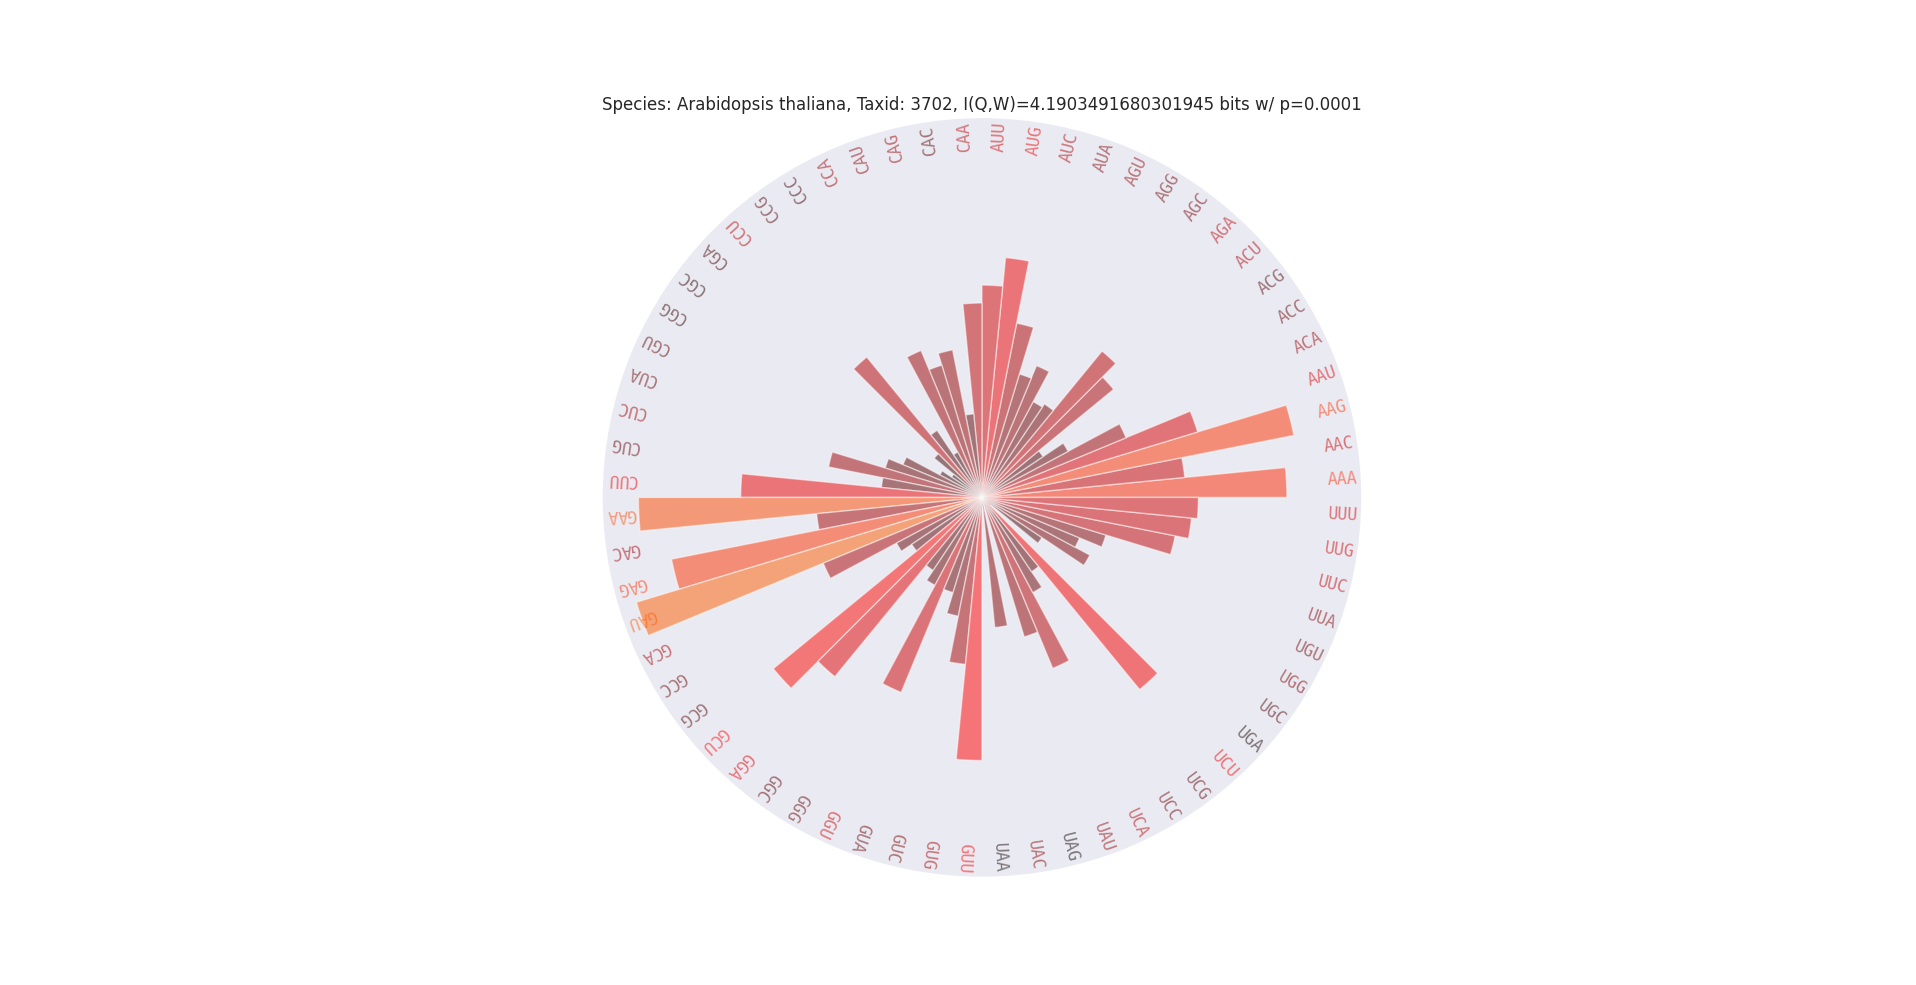 Species: Arabidopsis thaliana, Taxid: 3702, I(Q,W)=4.1903491680301945 bits w/ p=0.0001
AUU
AUG
AUC
AUA
AGU
AGG
AGC
AGA
ACU
ACG
ACC
ACA
AAU
AAG
AAC
AAA
UUU
UUG
UUC
UUA
UGU
UGG
UGC
UGA
UCU
UCG
UCC
UCA
UAU
UAG
UAC
UAA
GUU
GUG
GUC
GUA
GGU
GGG
GGC
GGA
GCU
GCG
GCC
GCA
GAU
GAG
GAC
GAA
CUU
CUG
CUC
CUA
CGU
CGG
CGC
CGA
CCU
CCG
CCC
CCA
CAU
CAG
CAC
CAA